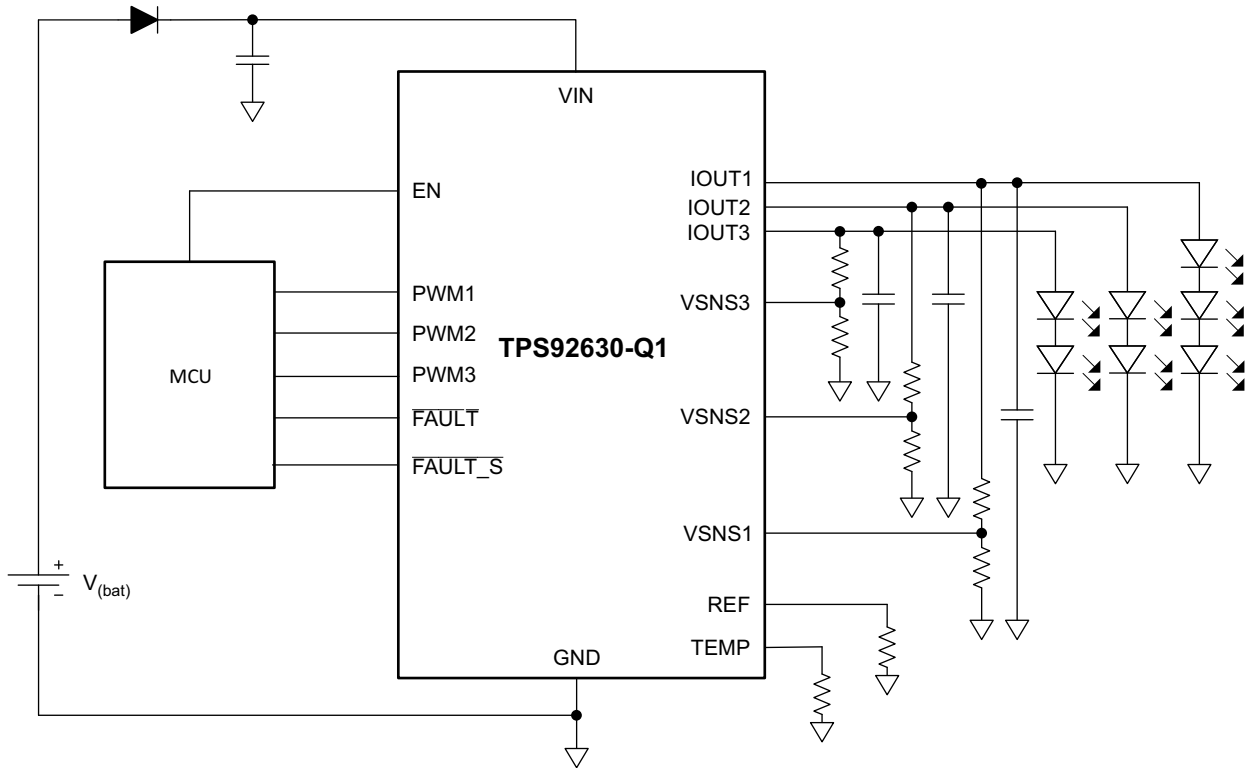 VIN
EN
IOUT1
IOUT2
IOUT3
MCU
PWM1
PWM2
PWM3
FAULT
FAULT_S
TPS92630-Q1
VSNS3
VSNS2
VSNS1
+
−
V(bat)
REF
TEMP
GND